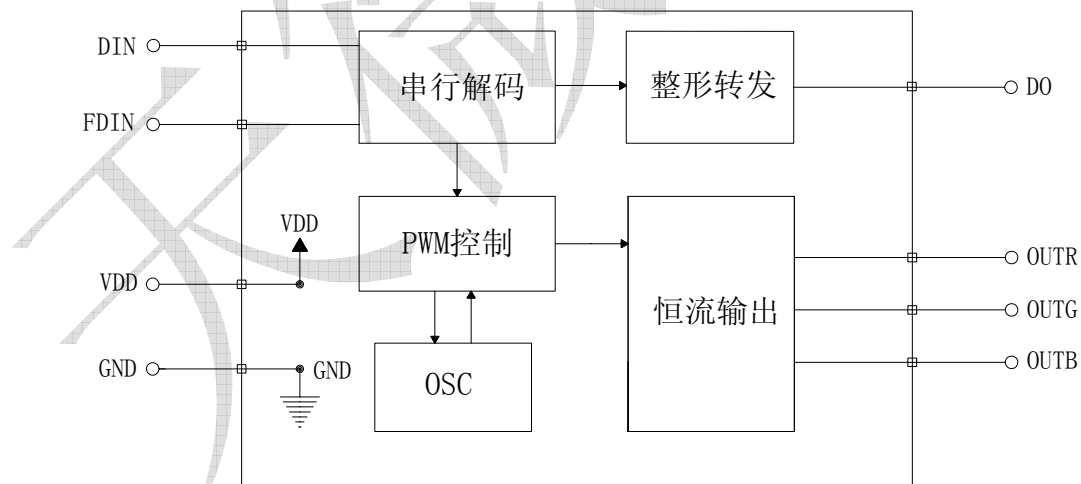 DIN
串行解码
整形转发
DO
FDIN
VDD
PWM控制
OUTR
VDD
恒流输出
OUTG
GND
GND
OSC
OUTB